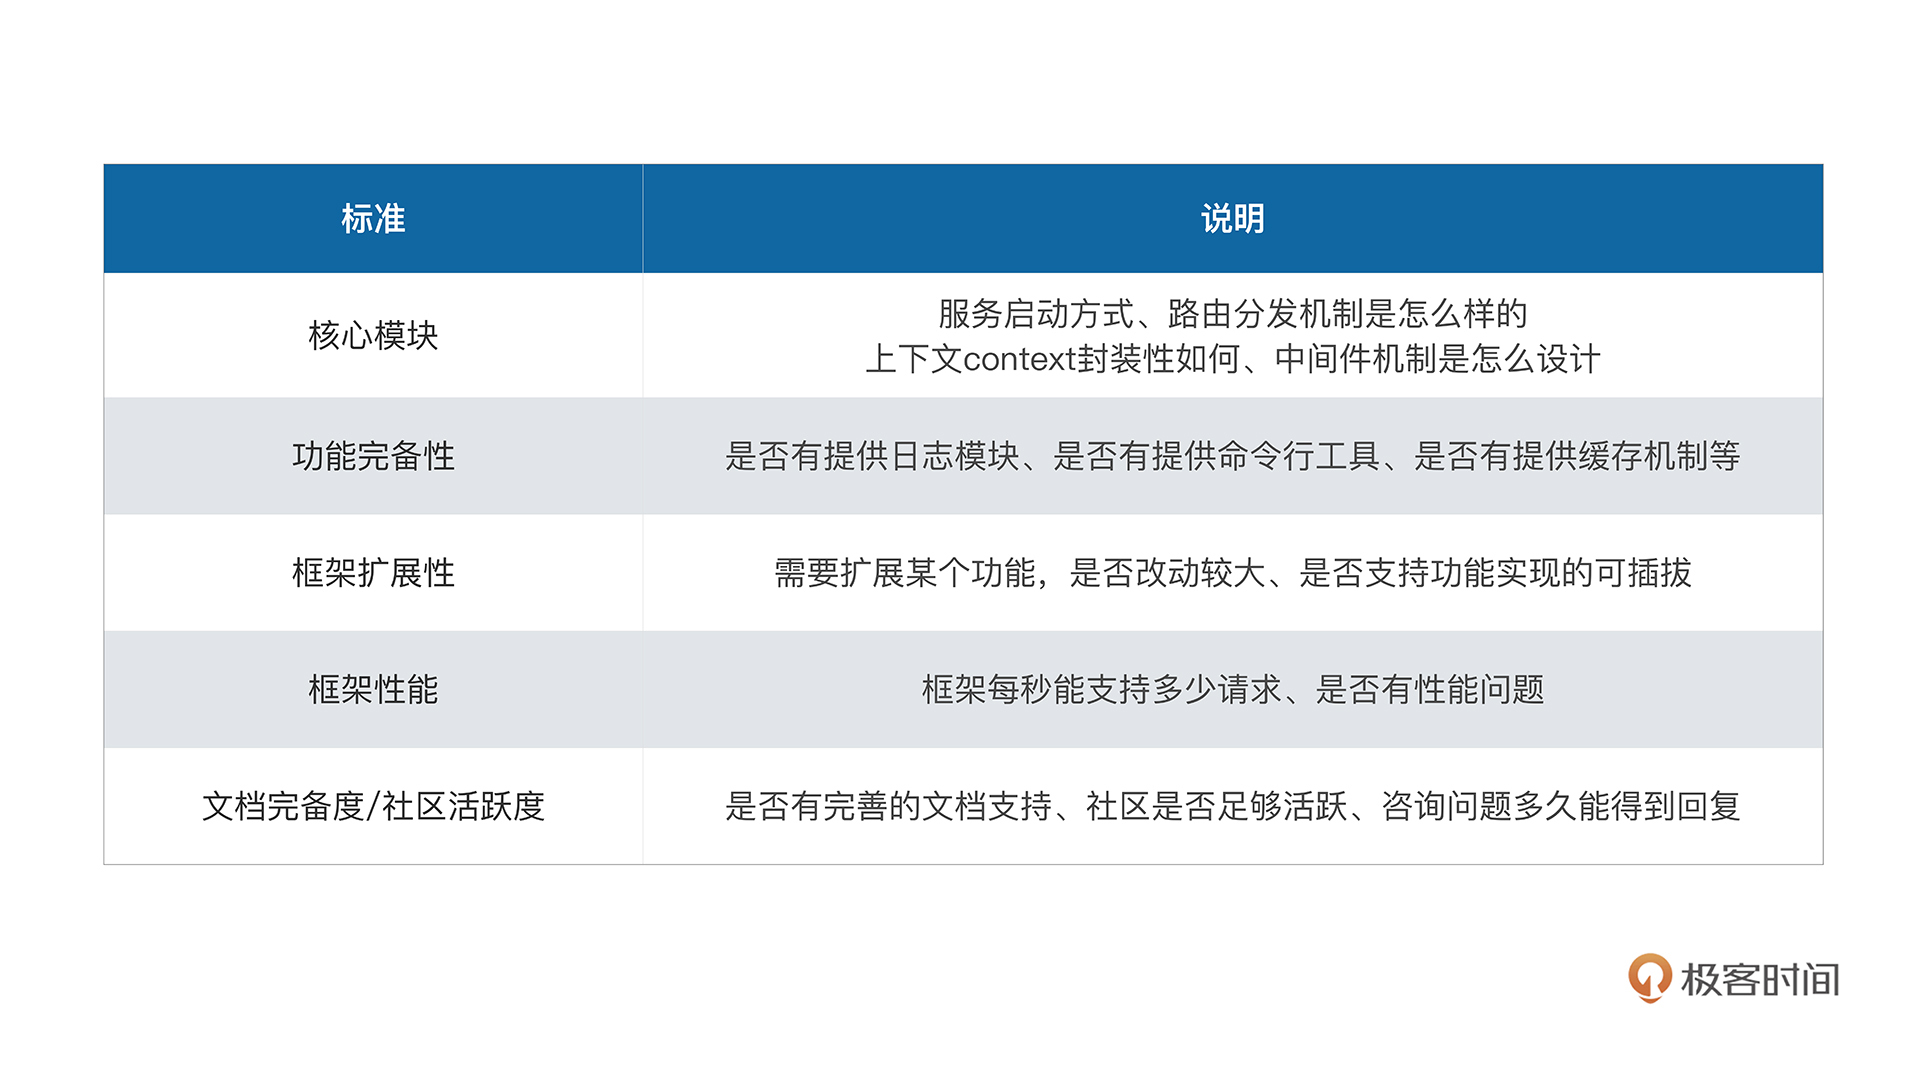 标准
说明
核心模块
服务启动方式、路由分发机制是怎么样的
上下文context封装性如何、中间件机制是怎么设计
功能完备性
是否有提供日志模块、是否有提供命令行工具、是否有提供缓存机制等
框架扩展性
需要扩展某个功能，是否改动较大、是否支持功能实现的可插拔
框架性能
框架每秒能支持多少请求、是否有性能问题
文档完备度/社区活跃度
是否有完善的文档支持、社区是否足够活跃、咨询问题多久能得到回复
极客时间